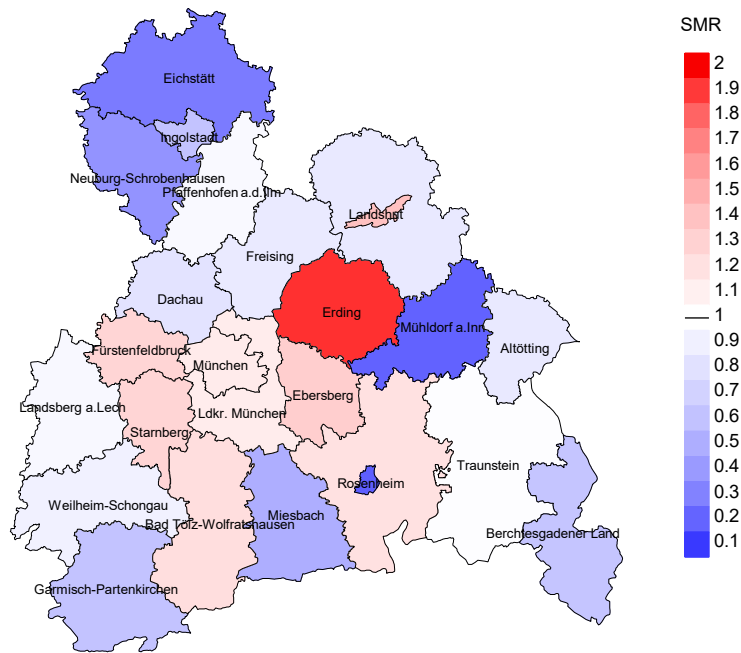 SMR
Eichstätt
Ingolstadt
Neuburg-Schrobenhausen
Pfaffenhofen a.d.Ilm
Landshut
Freising
Dachau
Erding
Mühldorf a.Inn
Altötting
Fürstenfeldbruck
München
Landsberg a.Lech
Ldkr. München
Ebersberg
Starnberg
Traunstein
Rosenheim
Weilheim-Schongau
Miesbach
Bad Tölz-Wolfratshausen
Berchtesgadener Land
Garmisch-Partenkirchen
2
1.9
1.8
1.7
1.6
1.5
1.4
1.3
1.2
1.1
1
0.9
0.8
0.7
0.6
0.5
0.4
0.3
0.2
0.1